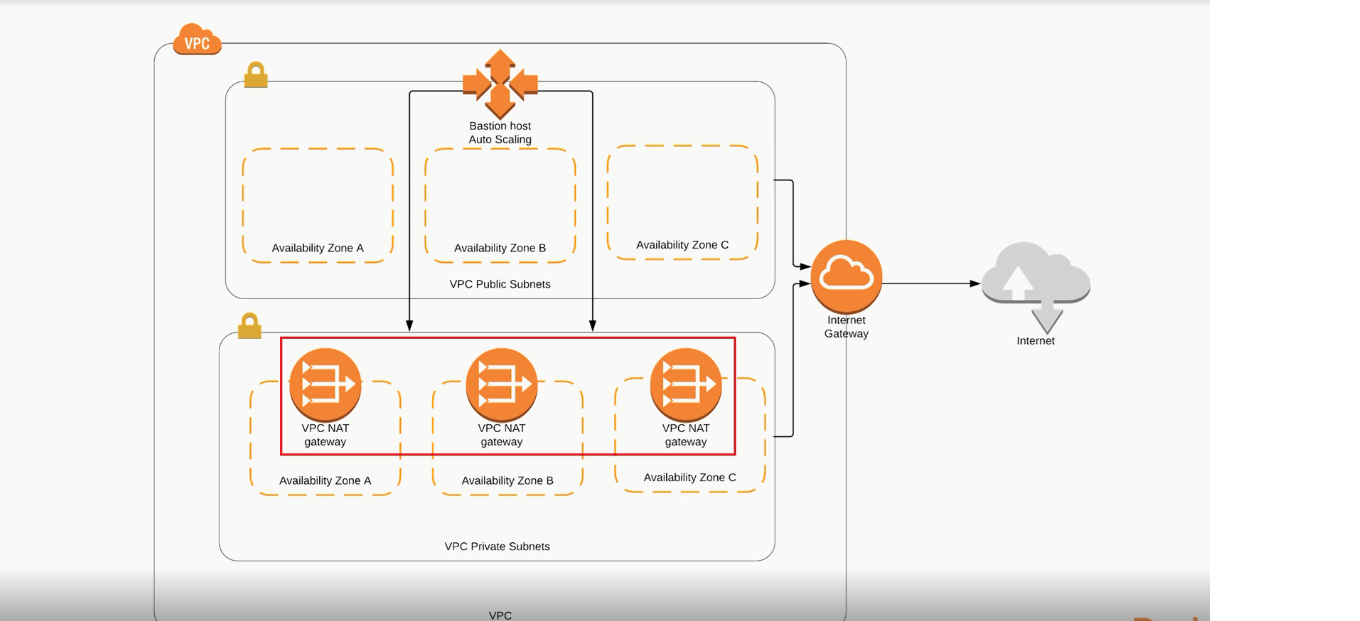 VPC
Bastion host
Auto Scaling
Availability Zone A
Availability Zone B
Availability Zone C
VPC Public Subnets
Internet
Gateway
Internet
VPC NAT
gateway
VPC NAT
gateway
VPC NAT
gateway
Availability Zone A
Availability Zone B
Availability Zone C
VPC Private Subnets
VPC